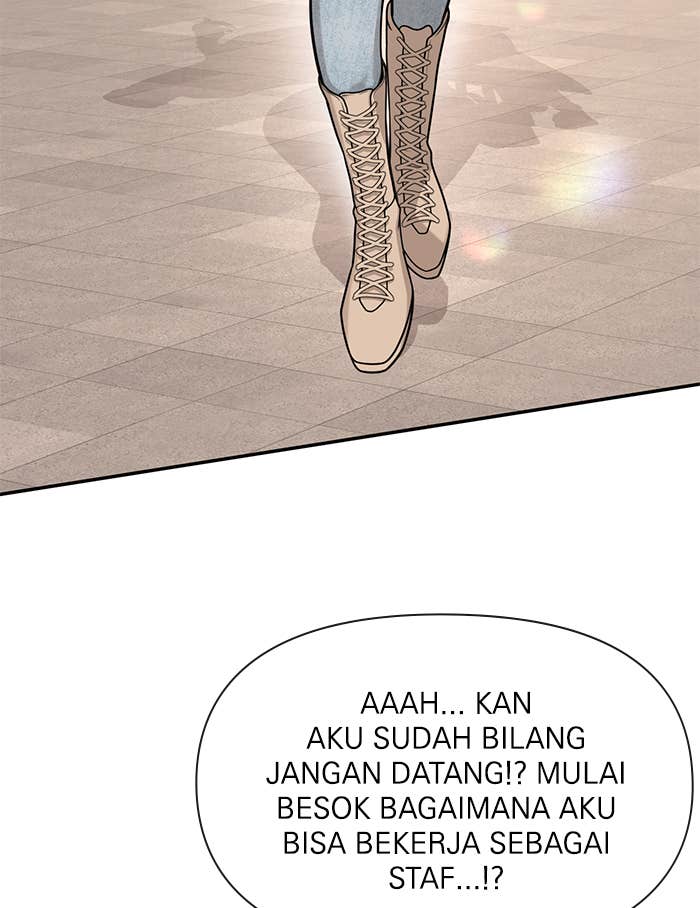 AAAH... KAN
AKU SUDAH BILANG
JANGAN DATANG!? MULAI
BESOK BAGAIMANA AKU
BISA BEKERJA SEBAGAI
STAF...!?